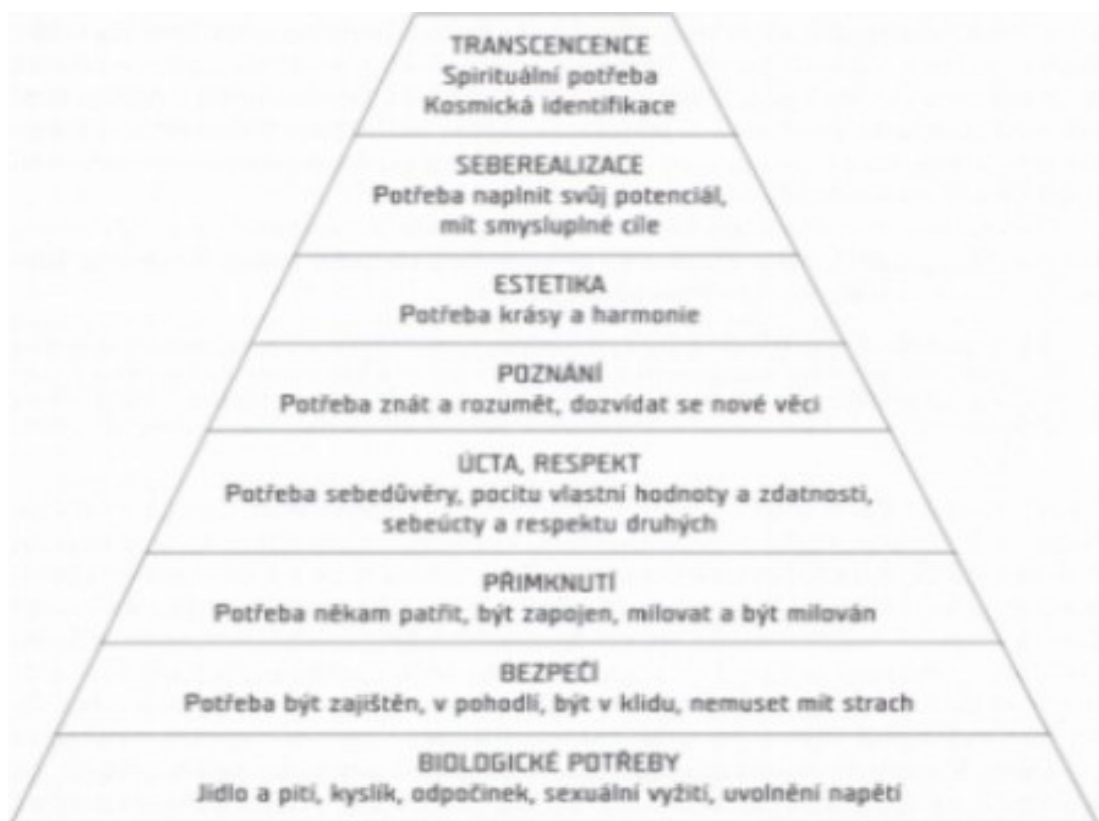 TRANSCENCENCE
Spirituální potřeba
Kosmická identifikace
SEBEREALIZACE
Potřeba naplnit svůj potenciál,
mít smysluplné cíle
ESTETIKA
Potřeba krásy a harmonie
POZNÁNÍ
Potřeba znát a rozumět, dozvídat se nové věci
ÚCTA, RESPEKT
Potřeba sebedůvěry, pocitu vlastní hodnoty a zdatnosti,
sebeúcty a respektu druhých
PŘIMKNUTÍ
Potřeba někam patřit, být zapojen, milovat a být milován
BEZPEČÍ
Potřeba být zajištěn, v pohodlí, být v klidu, nemuset mít strach
BIOLOGICKÉ POTŘEBY
Jídlo a pití, kyslík, odpočinek, sexuální vyžití, uvolnění napětí